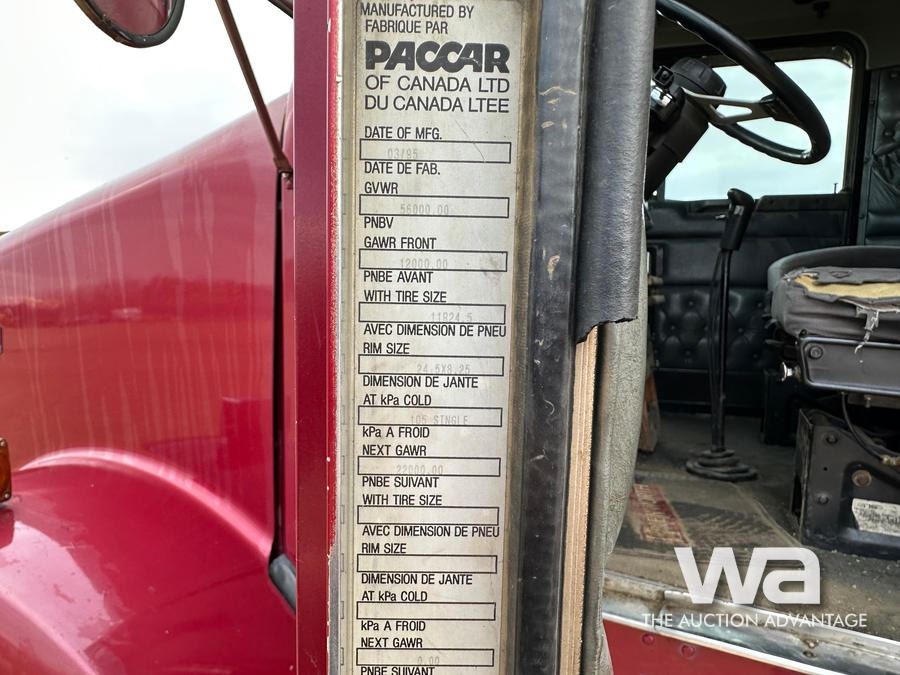 MANUFACTURED BY
FABRIQUE PAR
PACCAR
OF CANADA LTD
DU CANADA LTEE
DATE OF MFG.
03/95
DATE DE FAB.
GVWR
56000.00
PNBV
GAWR FRONT
12000.00
PNBE AVANT
WITH TIRE SIZE
11R24.5
AVEC DIMENSION DE PNEU
RIM SIZE
24.5X8.25
DIMENSION DE JANTE
AT kPa COLD
105 SINGLE
kPa A FROID
NEXT GAWR
22000.00
PNBE SUIVANT
WITH TIRE SIZE
AVEC DIMENSION DE PNEU
RIM SIZE
DIMENSION DE JANTE
AT kPa COLD
kPa A FROID
NEXT GAWR
0.00
PNBE SUIVANT
wa
THE AUCTION ADVANTAGE